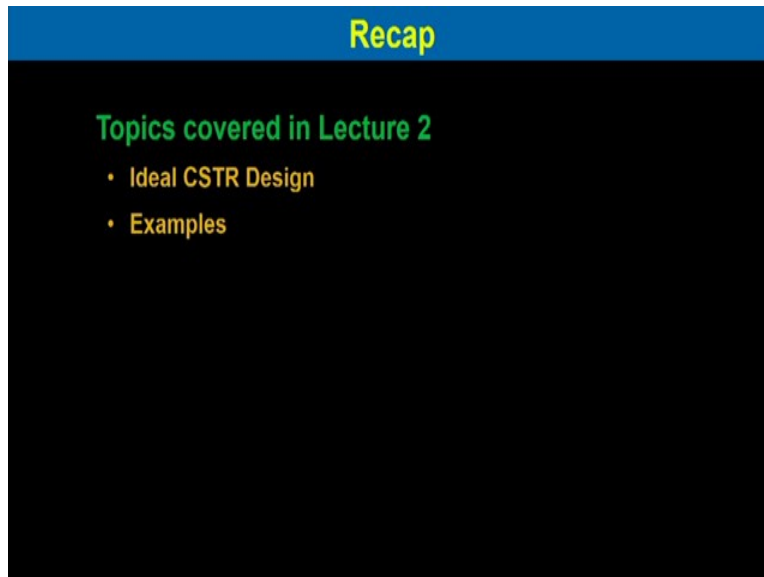 Recap
Topics covered in Lecture 2
• Ideal CSTR Design
• Examples